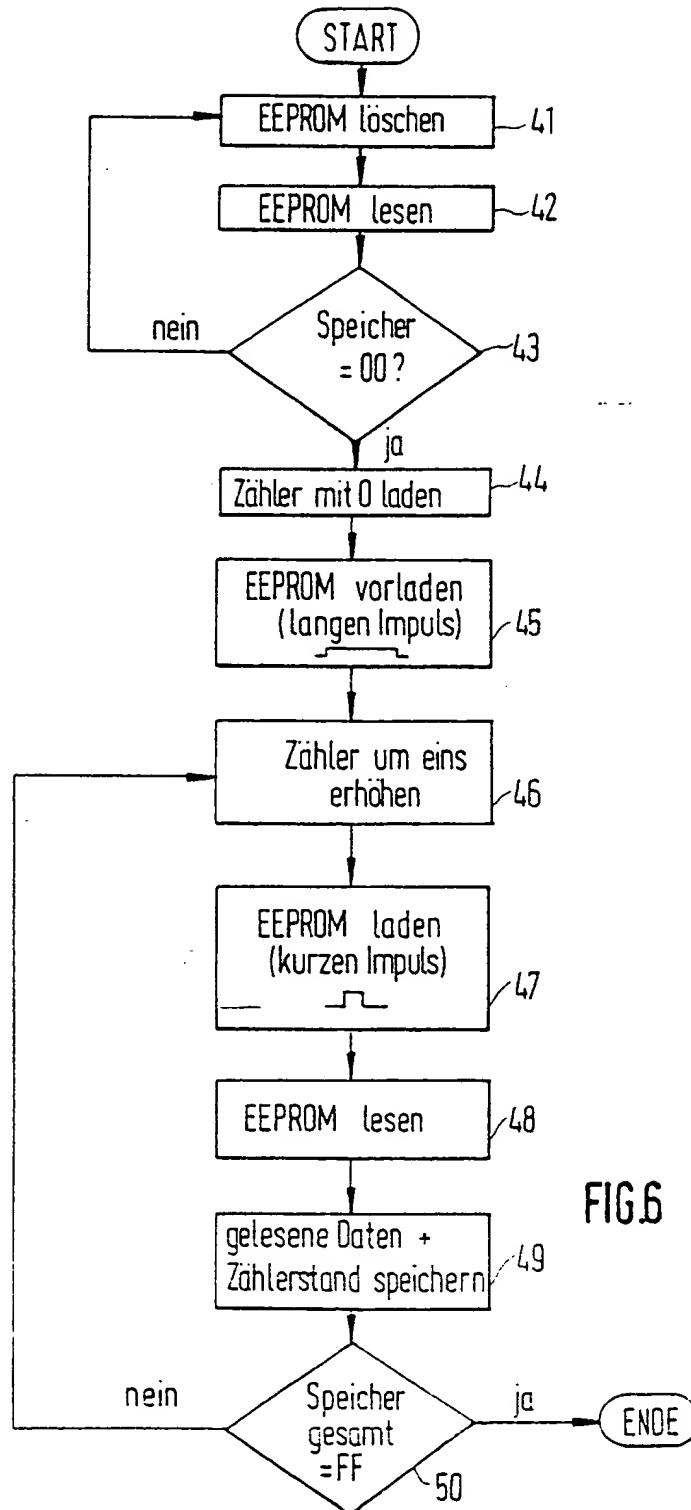 START
EEPROM löschen
41
EEPROM lesen
42
nein
Speicher
= 00?
43
ja
Zähler mit 0 laden
44
EEPROM vorladen
(langen Impuls)
45
Zähler um eins
erhöhen
46
EEPROM laden
(kurzen Impuls)
47
EEPROM lesen
48
FIG.6
gelesene Daten +
Zählerstand speichern
49
nein
Speicher
gesamt
=FF
ja
ENDE
50